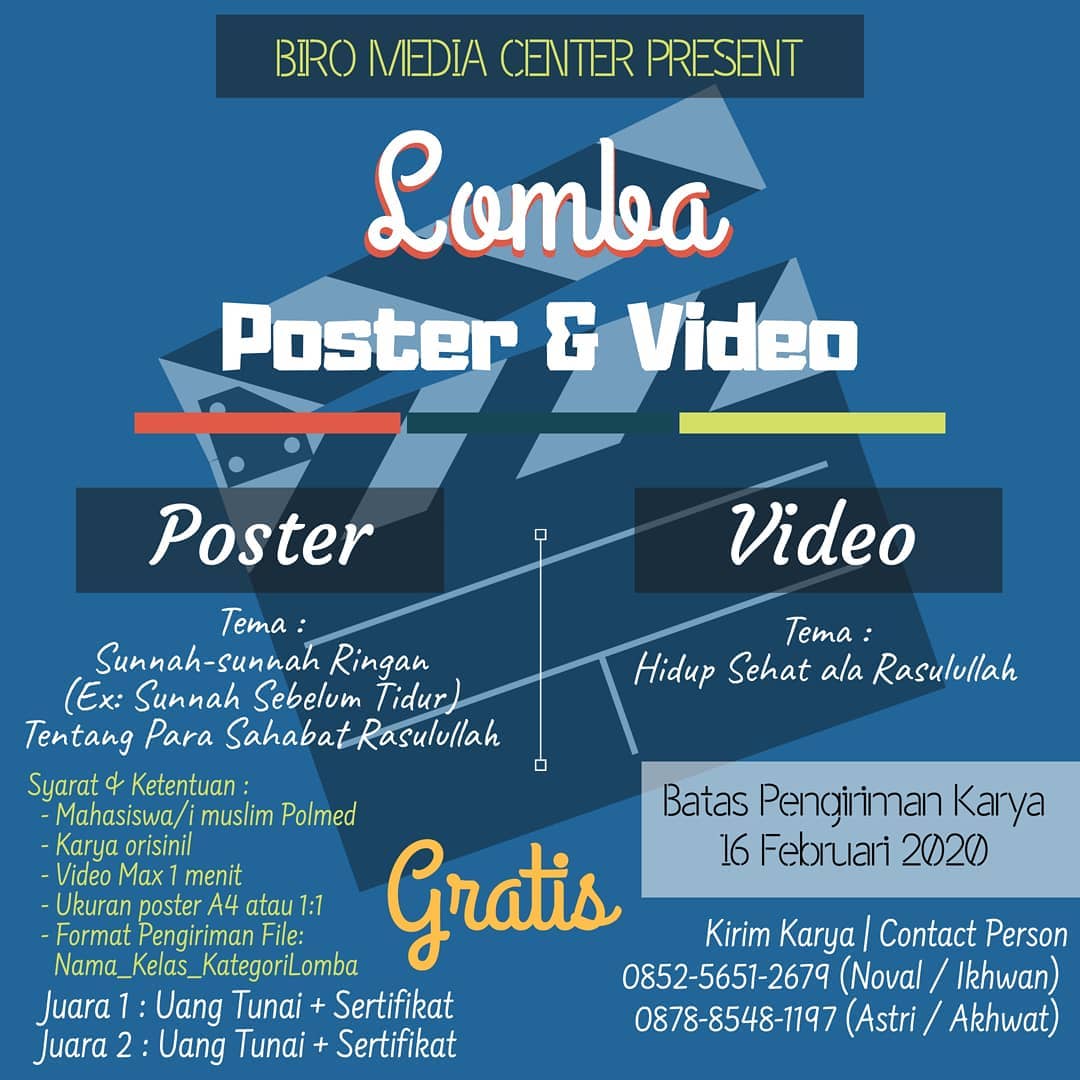 BIRO MEDIA CENTER PRESENT
Lomba
Poster & Video
Poster
Tema :
Sunnah-sunnah Ringan
(Ex: Sunnah Sebelum Tidur)
Tentang Para Sahabat Rasulullah
Video
Tema :
Hidup Sehat ala Rasulullah
Syarat & Ketentuan :
- Mahasiswa/i muslim Polmed
- Karya orisinil
- Video Max 1 menit
- Ukuran poster A4 atau 1:1
- Format Pengiriman File:
Nama_Kelas_KategoriLomba
Juara 1 : Uang Tunai + Sertifikat
Juara 2 : Uang Tunai + Sertifikat
Gratis
Batas Pengiriman Karya
16 Februari 2020
Kirim Karya | Contact Person
0852-5651-2679 (Noval / Ikhwan)
0878-8548-1197 (Astri / Akhwat)